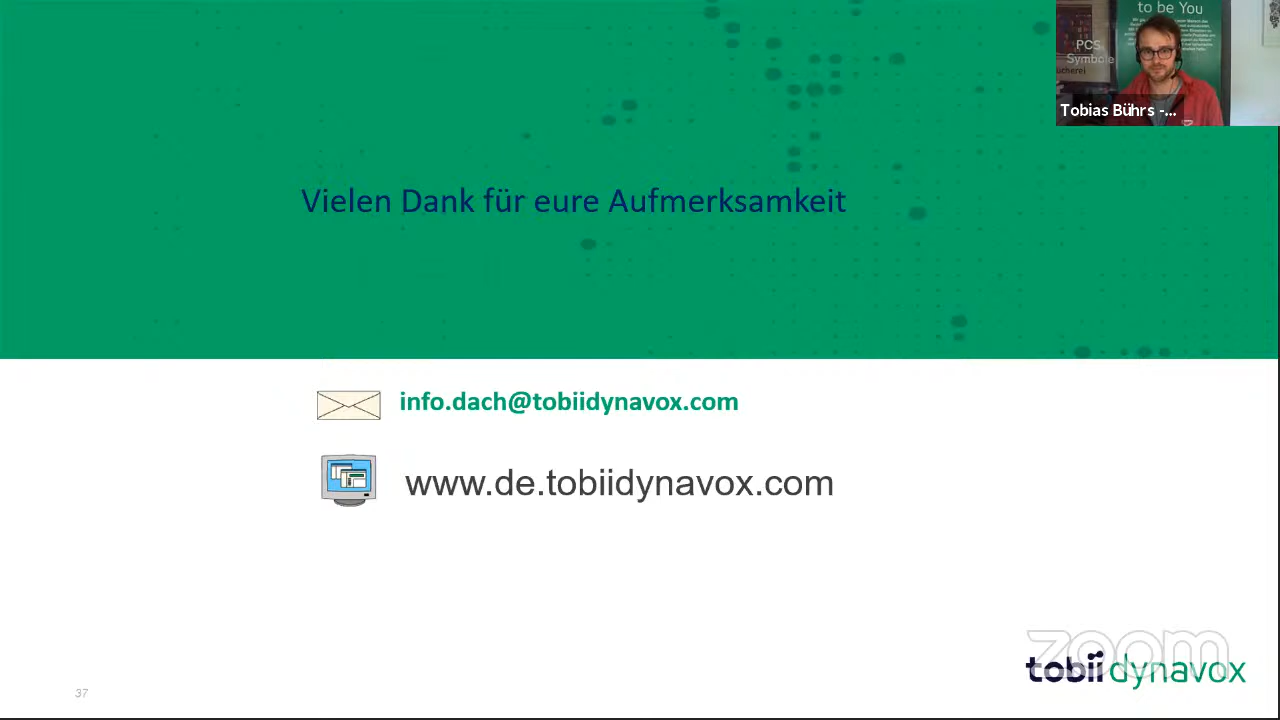 to be You
PCS
Symbole
Tobias Bührs -...
Vielen Dank für eure Aufmerksamkeit
info.dach@tobiidynavox.com
www.de.tobiidynavox.com
zoom
tobii dynavox
37